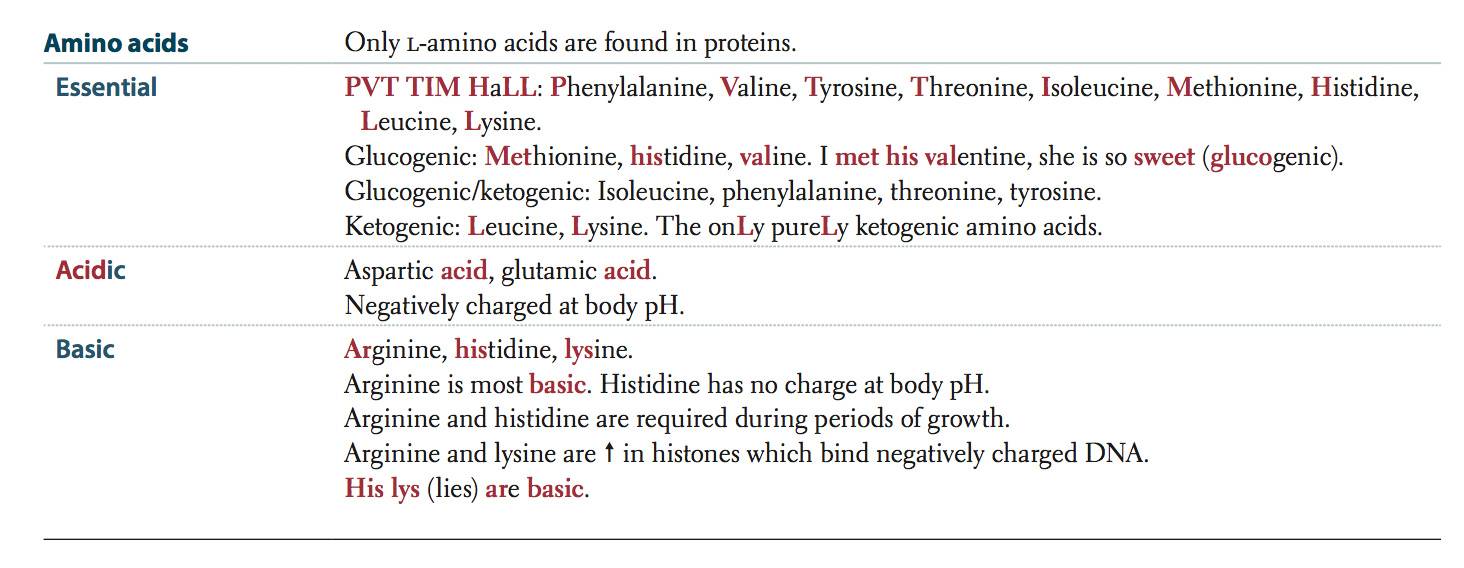 Amino acids Only L-amino acids are found in proteins.
Essential PVT TIM HaLL: Phenylalanine, Valine, Tyrosine, Threonine, Isoleucine, Methionine, Histidine,
Leucine, Lysine.
Glucogenic: Methionine, histidine, valine. I met his valentine, she is so sweet (glucogenic).
Glucogenic/ketogenic: Isoleucine, phenylalanine, threonine, tyrosine.
Ketogenic: Leucine, Lysine. The onLy pureLy ketogenic amino acids.
Acidic Aspartic acid, glutamic acid.
Negatively charged at body pH.
Basic Arginine, histidine, lysine.
Arginine is most basic. Histidine has no charge at body pH.
Arginine and histidine are required during periods of growth.
Arginine and lysine are ↑ in histones which bind negatively charged DNA.
His lys (lies) are basic.